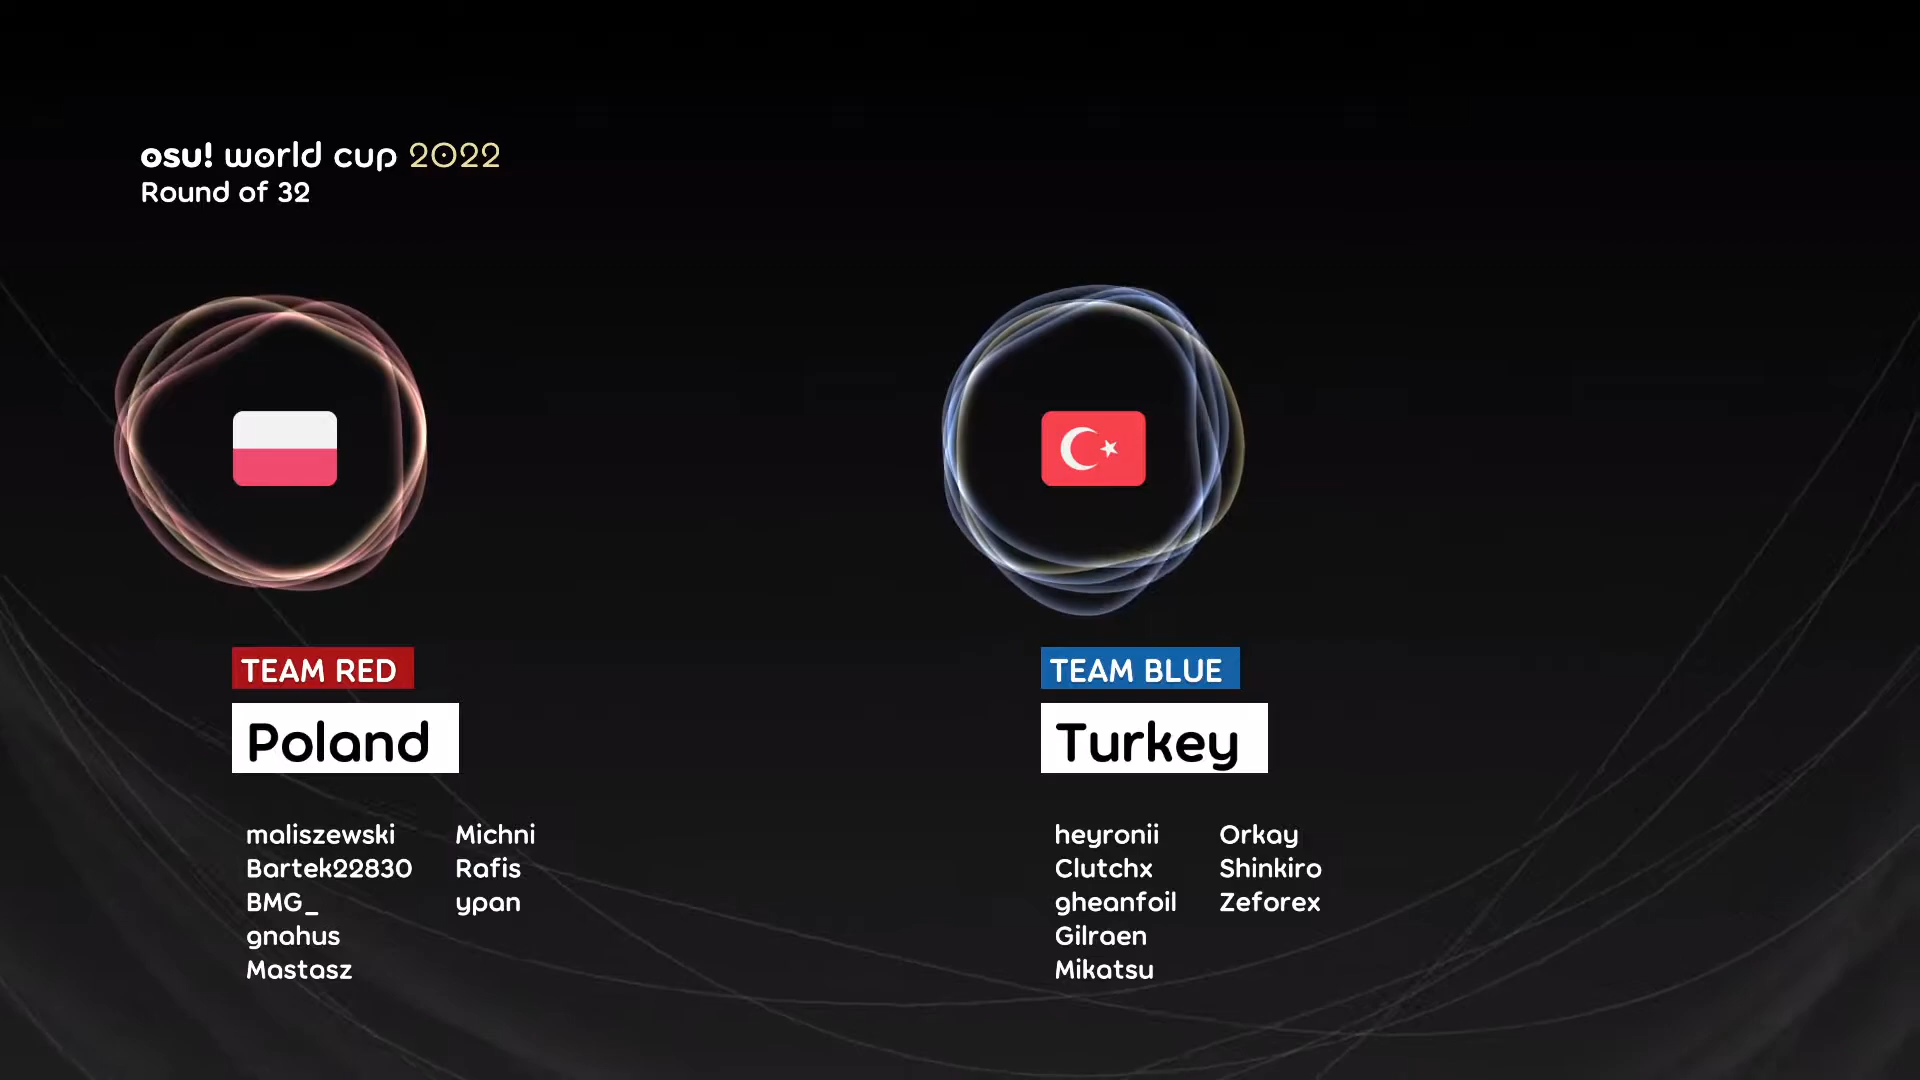 osu! world cup 2022
Round of 32
TEAM RED
Poland
maliszewski
Bartek22830
BMG_
gnahus
Mastasz
Michni
Rafis
ypan
TEAM BLUE
Turkey
heyronii
Clutchx
gheanfoil
Gilraen
Mikatsu
Orkay
Shinkiro
Zeforex